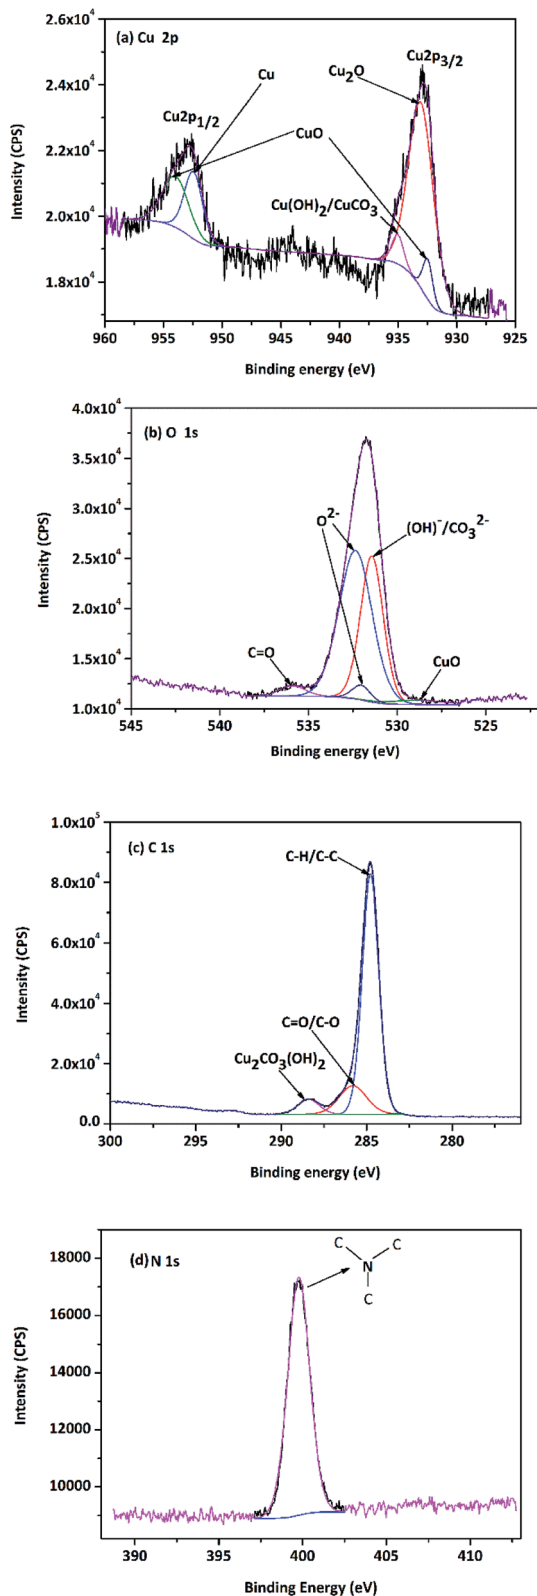 (a) Cu 2p
Cu2p3/2
Cu2O
Cu
Cu2p1/2
CuO
Cu(OH)2/CuCO3
2.6x10^4
2.4x10^4
2.2x10^4
2.0x10^4
1.8x10^4
Intensity (CPS)
960 955 950 945 940 935 930 925
Binding energy (eV)
(b) O 1s
4.0x10^4
3.5x10^4
3.0x10^4
2.5x10^4
2.0x10^4
1.5x10^4
1.0x10^4
Intensity (CPS)
O^2-
(OH)^-/CO3^2-
C=O
CuO
545 540 535 530 525
Binding energy (eV)
(c) C 1s
1.0x10^5
8.0x10^4
6.0x10^4
4.0x10^4
2.0x10^4
0.0
Intensity (CPS)
C-H/C-C
C=O/C-O
Cu2CO3(OH)2
300 295 290 285 280
Binding energy (eV)
(d) N 1s
C C
N
C
18000
16000
14000
12000
10000
Intensity (CPS)
390 395 400 405 410
Binding Energy (eV)